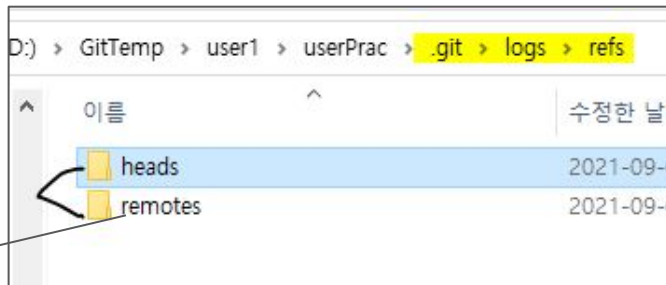 D:) > GitTemp > user1 > userPrac > .git > logs > refs
이름 수정한 날
heads 2021-09-
remotes 2021-09-